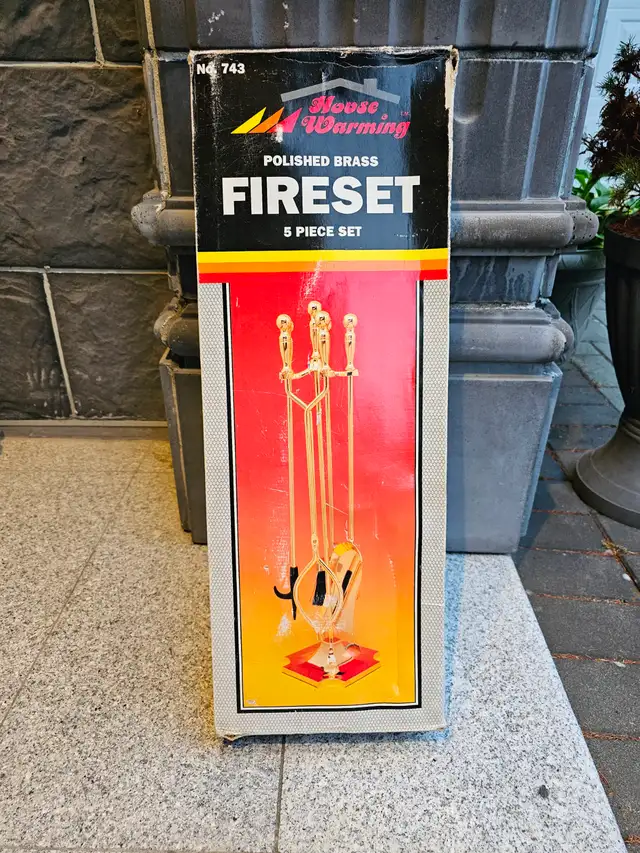 No. 743
House
Warming
POLISHED BRASS
FIRESET
5 PIECE SET